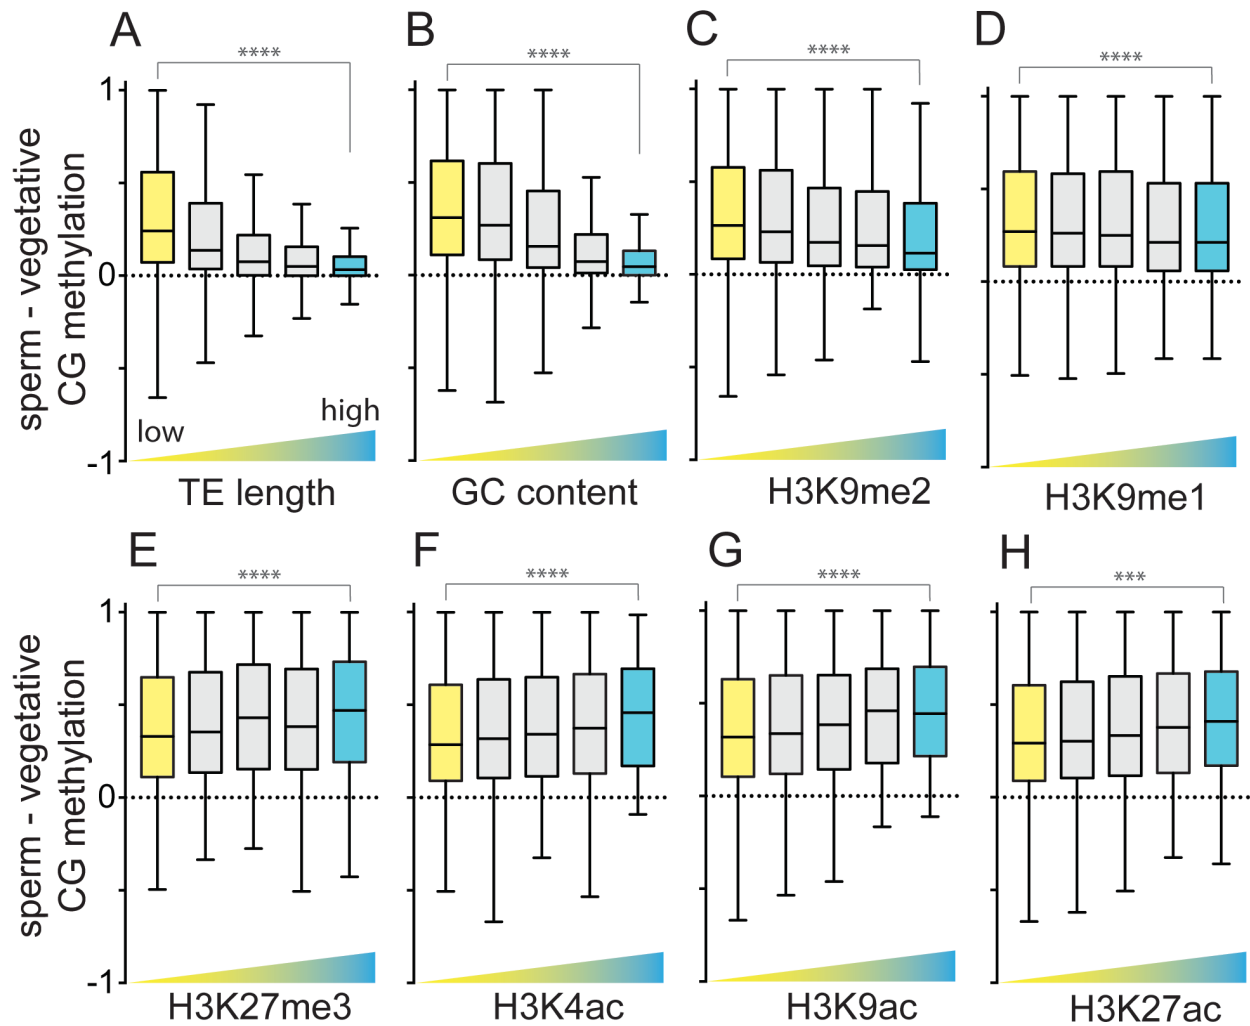 A B C D
**** **** **** ****
1
sperm - vegetative
CG methylation
0
low high
-1
TE length GC content H3K9me2 H3K9me1
E F G H
**** **** **** ***
1
sperm - vegetative
CG methylation
0
-1
H3K27me3 H3K4ac H3K9ac H3K27ac